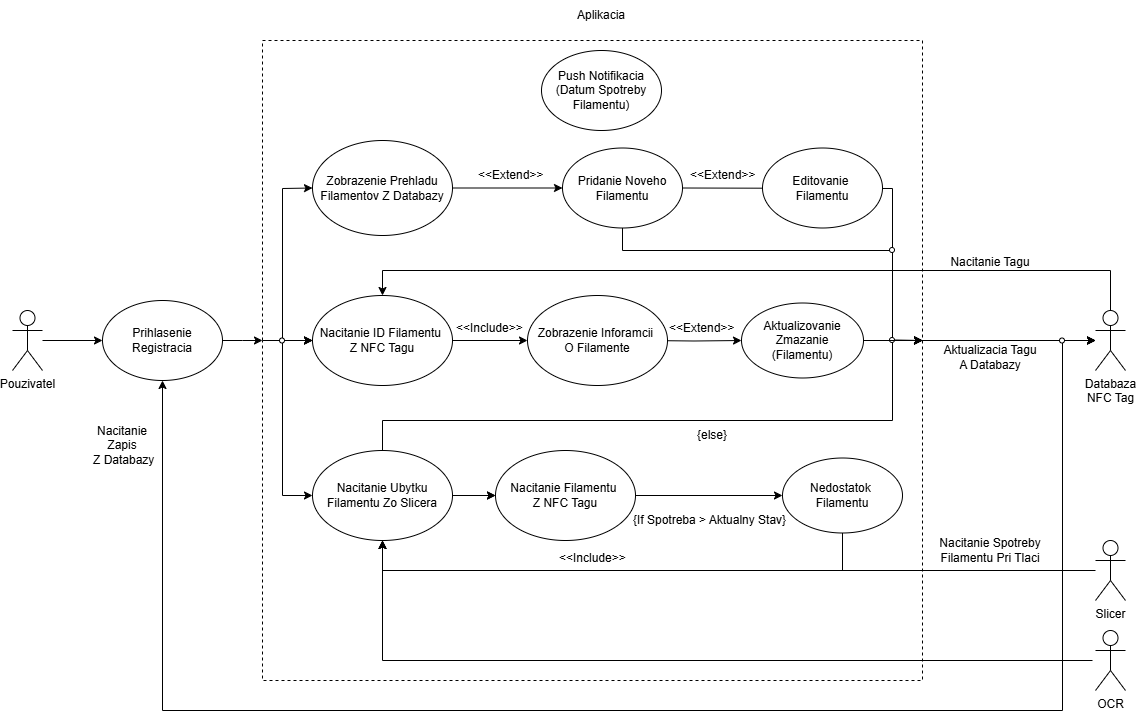 Aplikacia
Push Notifikacia
(Datum Spotreby
Filamentu)
Zobrazenie Prehladu
Filamentov Z Databazy
<<Extend>>
Pridanie Noveho
Filamentu
<<Extend>>
Editovanie
Filamentu
Nacitanie Tagu
Pouzivatel
Prihlasenie
Registracia
Nacitanie ID Filamentu
Z NFC Tagu
<<Include>>
Zobrazenie Inforamcii
O Filamente
<<Extend>>
Aktualizovanie
Zmazanie
(Filamentu)
Aktualizacia Tagu
A Databazy
Databaza
NFC Tag
Nacitanie
Zapis
Z Databazy
{else}
Nacitanie Ubytku
Filamentu Zo Slicera
Nacitanie Filamentu
Z NFC Tagu
{If Spotreba > Aktualny Stav}
Nedostatok
Filamentu
<<Include>>
Nacitanie Spotreby
Filamentu Pri Tlaci
Slicer
OCR